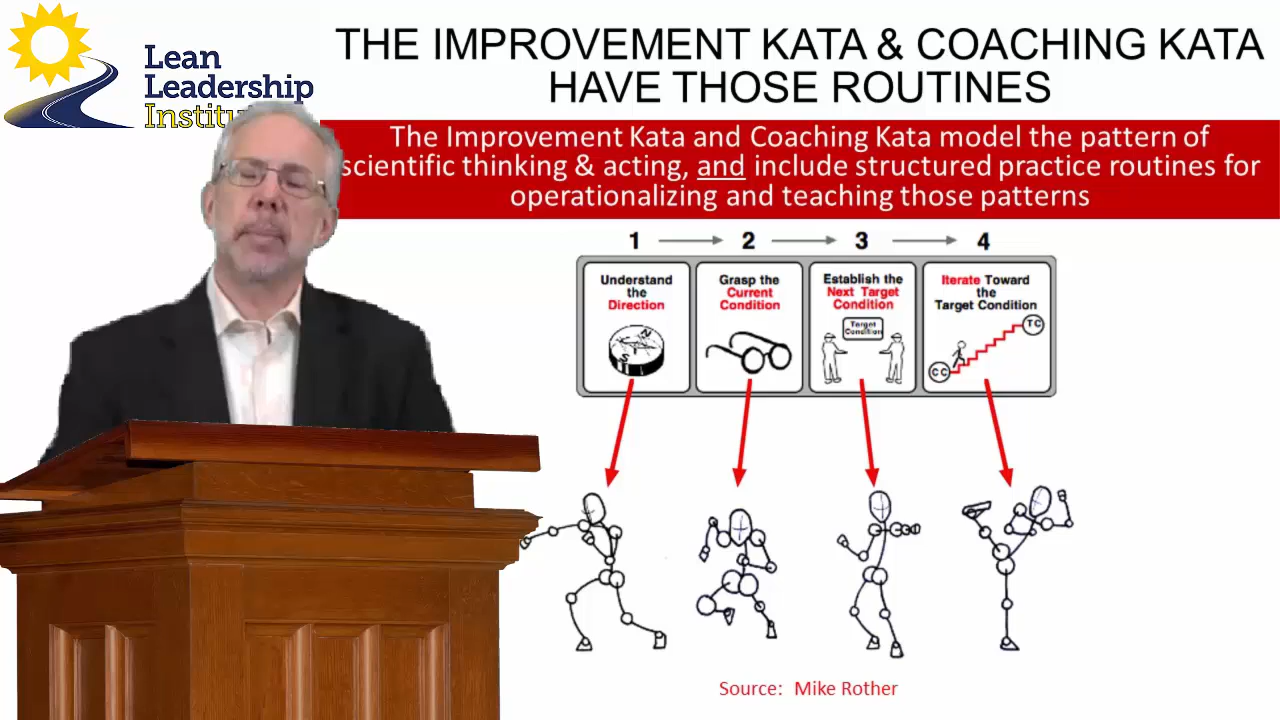 Lean
Leadership
Institu
THE IMPROVEMENT KATA & COACHING KATA
HAVE THOSE ROUTINES
The Improvement Kata and Coaching Kata model the pattern of
scientific thinking & acting, and include structured practice routines for
operationalizing and teaching those patterns
1 2 3 4
Understand
the
Direction
N
S
Grasp the
Current
Condition
Establish the
Next Target
Condition
Target
Condition
Iterate Toward
the
Target Condition
TC
CC
Source: Mike Rother